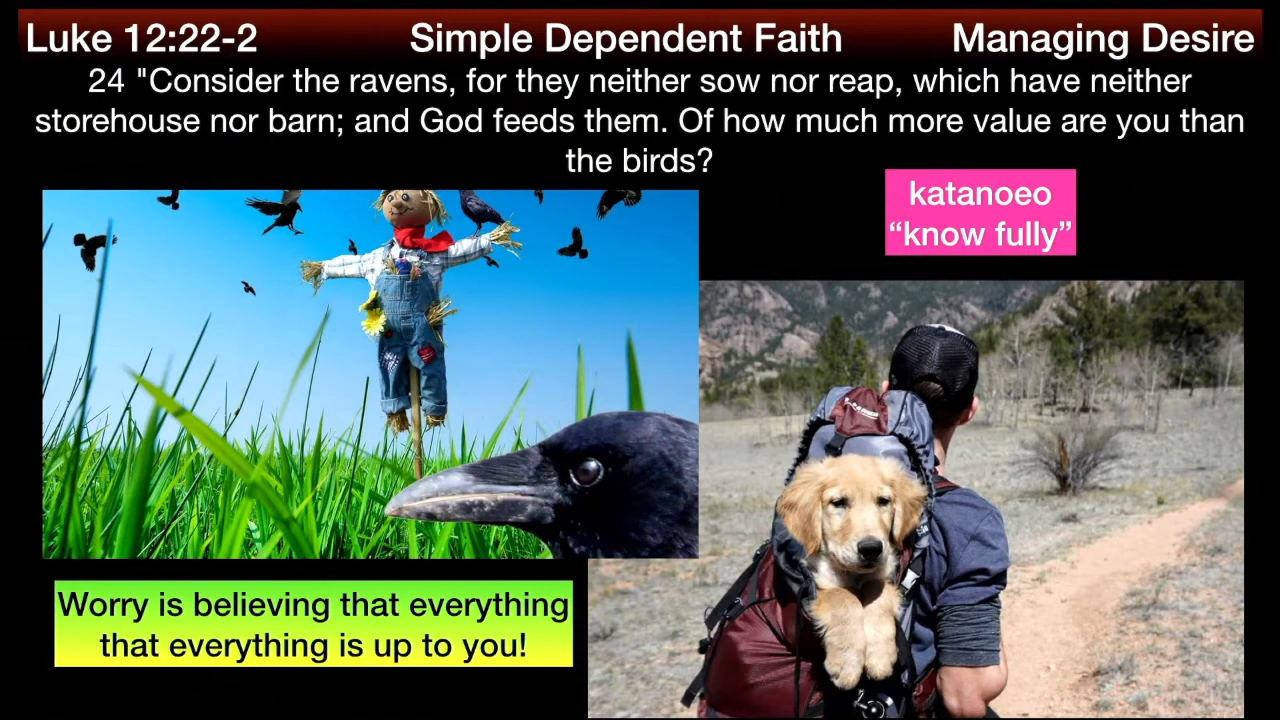 Luke 12:22-2 Simple Dependent Faith Managing Desire
24 "Consider the ravens, for they neither sow nor reap, which have neither
storehouse nor barn; and God feeds them. Of how much more value are you than
the birds?
katanoeo
“know fully”
Worry is believing that everything
that everything is up to you!